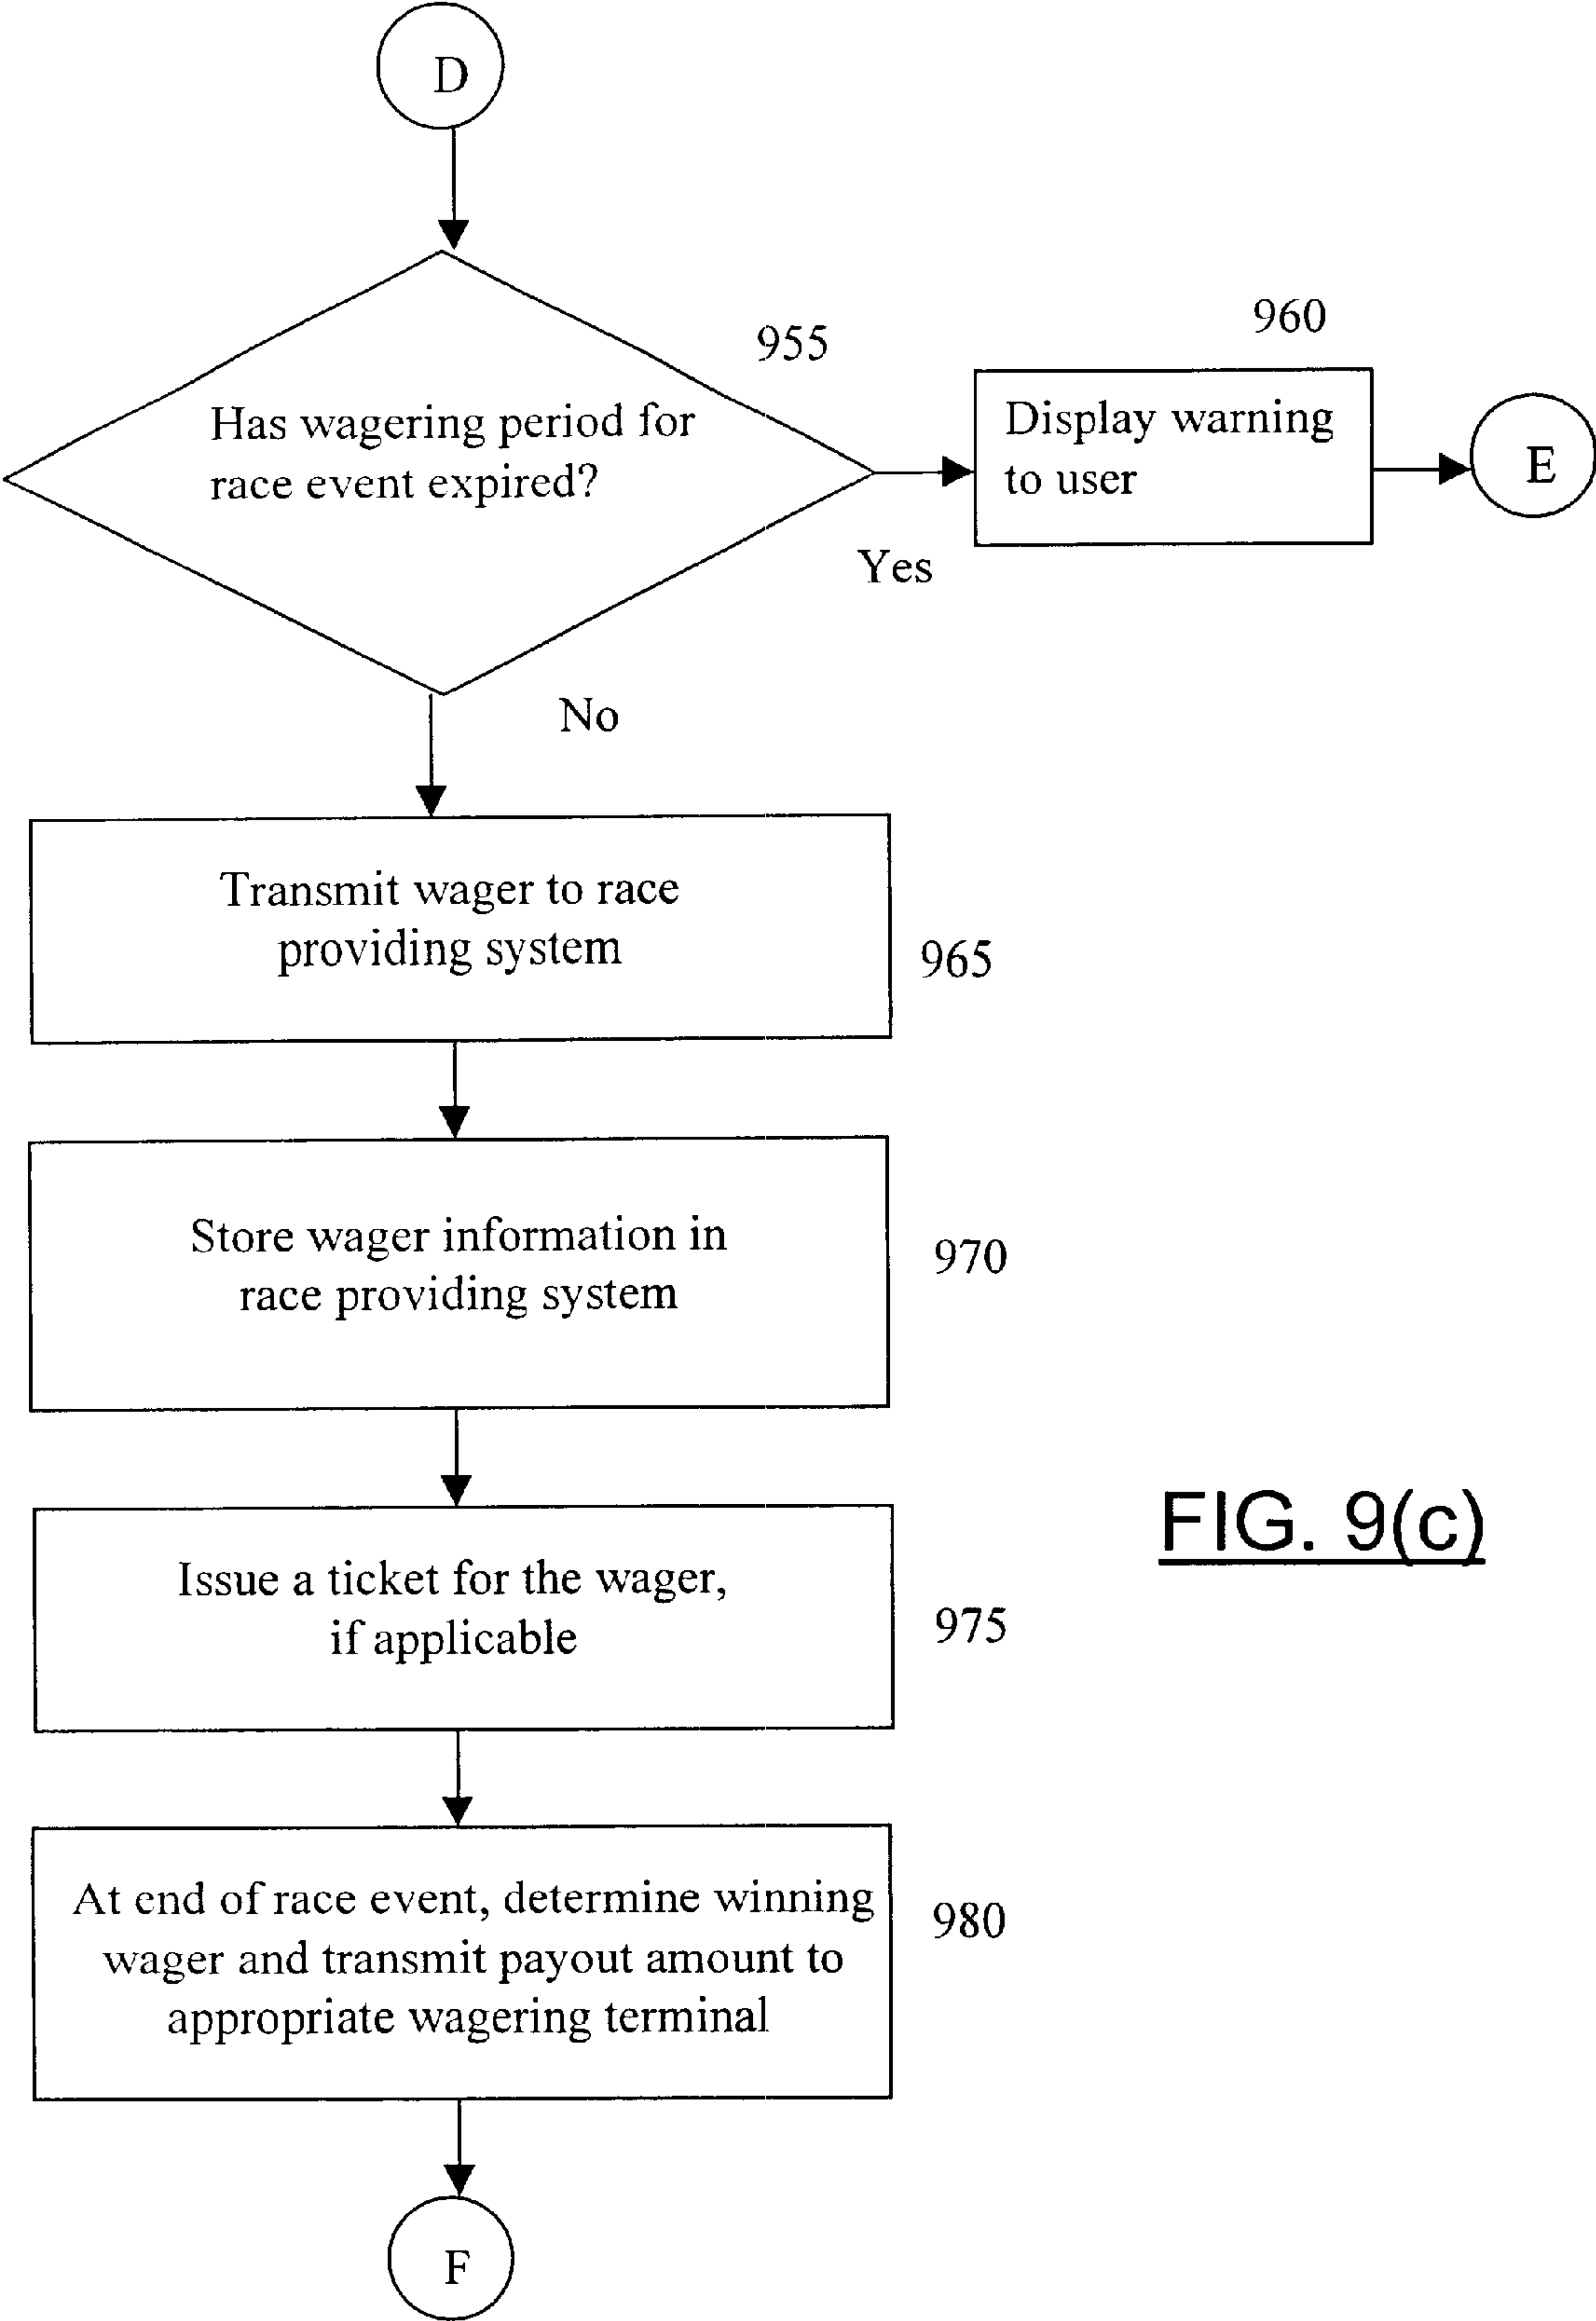 D
955
960
Has wagering period for
race event expired?
Display warning
to user
E
Yes
No
Transmit wager to race
providing system
965
Store wager information in
race providing system
970
Issue a ticket for the wager,
if applicable
975
FIG. 9(c)
At end of race event, determine winning
wager and transmit payout amount to
appropriate wagering terminal
980
F